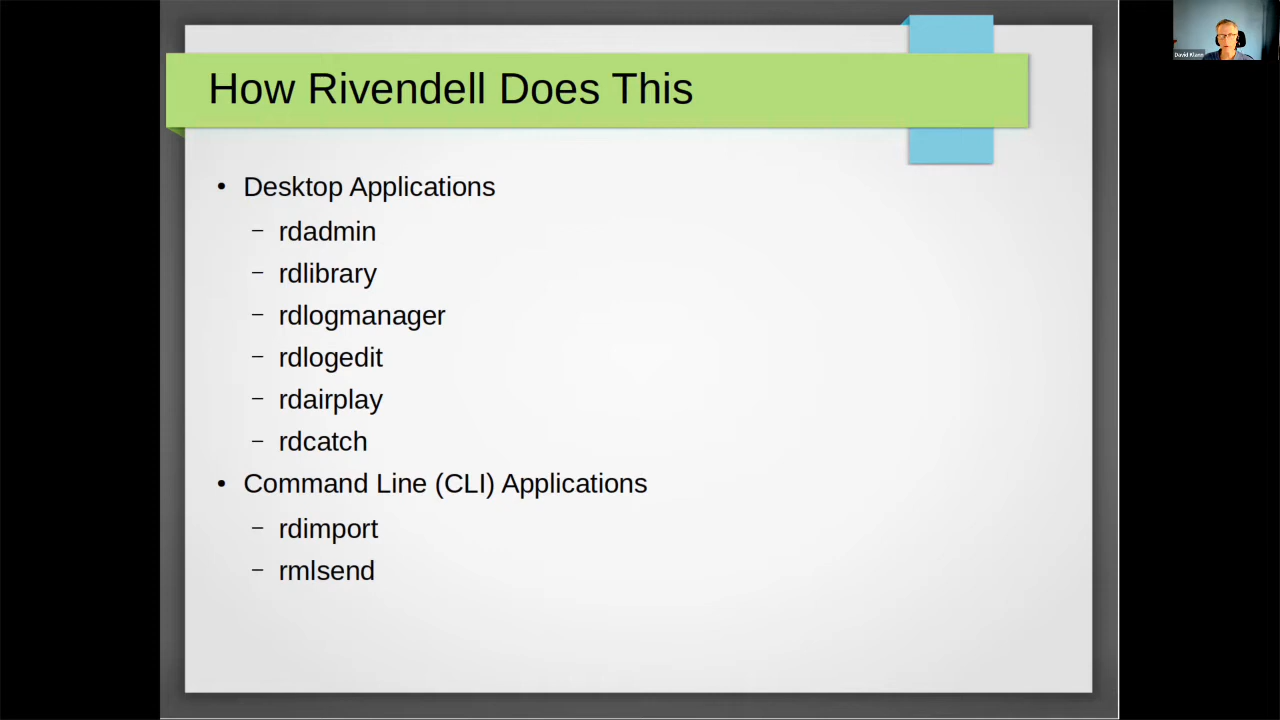 How Rivendell Does This
• Desktop Applications
– rdadmin
– rdlibrary
– rdlogmanager
– rdlogedit
– rdairplay
– rdcatch
• Command Line (CLI) Applications
– rdimport
– rmlsend
David Klann